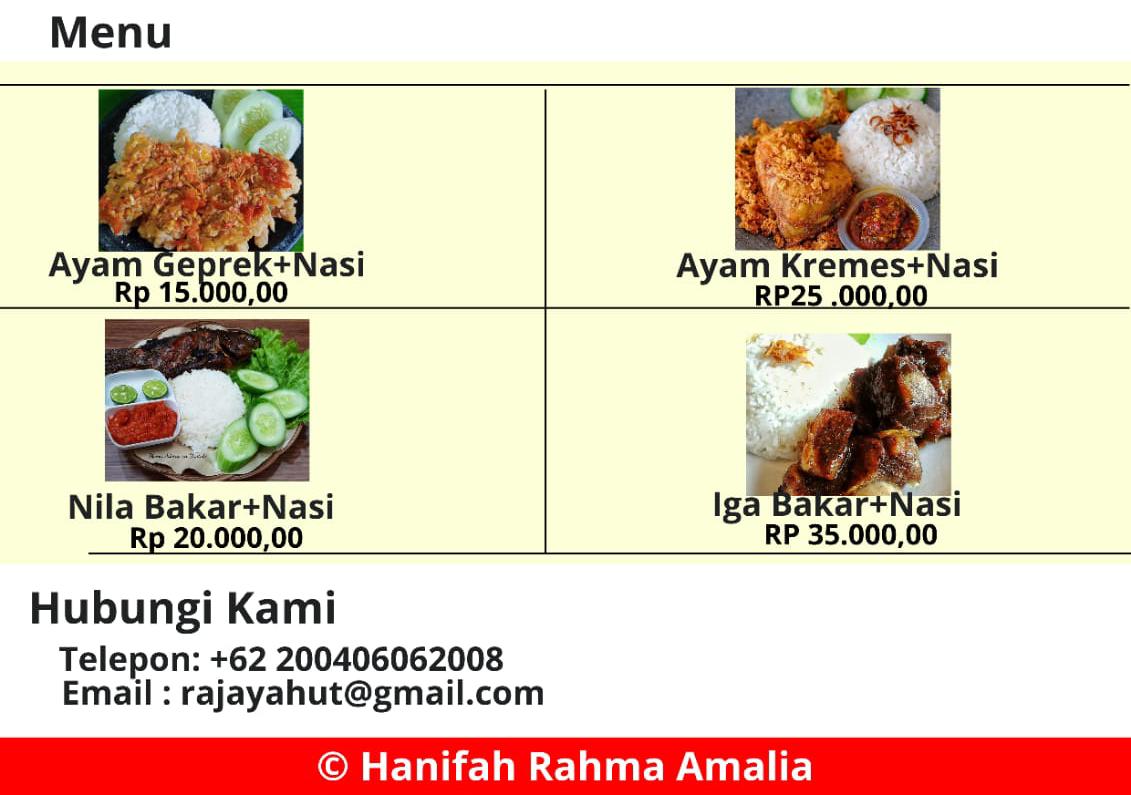 Menu
Ayam Geprek+Nasi
Rp 15.000,00
Ayam Kremes+Nasi
RP25 .000,00
Nila Bakar+Nasi
Rp 20.000,00
Iga Bakar+Nasi
RP 35.000,00
Hubungi Kami
Telepon: +62 200406062008
Email : rajayahut@gmail.com
© Hanifah Rahma Amalia